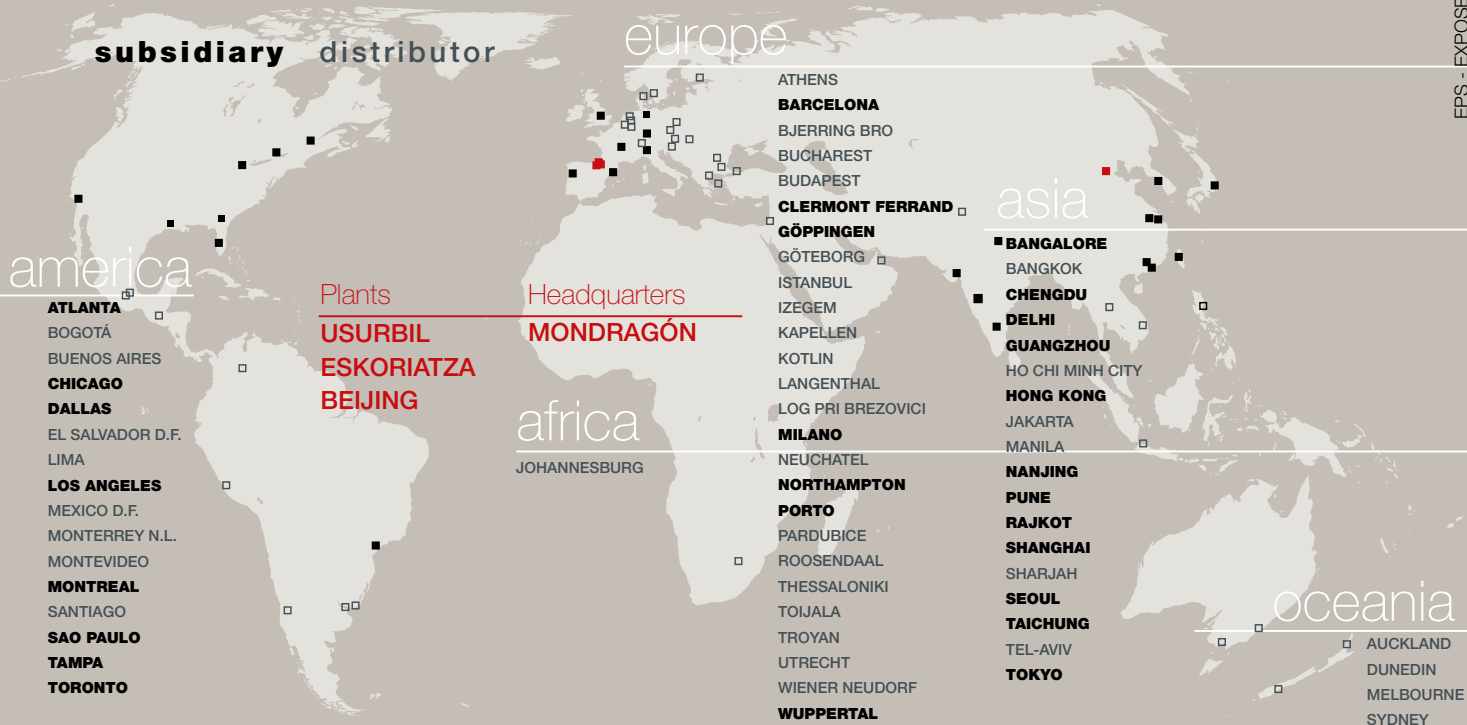 subsidiary distributor
europe
ATHENS
BARCELONA
BJERRING BRO
BUCHAREST
BUDAPEST
CLERMONT FERRAND
GÖPPINGEN
GÖTEBORG
ISTANBUL
IZEGEM
KAPELLEN
KOTLIN
LANGENTHAL
LOG PRI BREZOVICI
MILANO
NEUCHATEL
NORTHAMPTON
PORTO
PARDUBICE
ROOSENDAAL
THESSALONIKI
TOIJALA
TROYAN
UTRECHT
WIENER NEUDORF
WUPPERTAL
asia
BANGALORE
BANGKOK
CHENGDU
DELHI
GUANGZHOU
HO CHI MINH CITY
HONG KONG
JAKARTA
MANILA
NANJING
PUNE
RAJKOT
SHANGHAI
SHARJAH
SEOUL
TAICHUNG
TEL-AVIV
TOKYO
america
ATLANTA
BOGOTÁ
BUENOS AIRES
CHICAGO
DALLAS
EL SALVADOR D.F.
LIMA
LOS ANGELES
MEXICO D.F.
MONTERREY N.L.
MONTEVIDEO
MONTREAL
SANTIAGO
SAO PAULO
TAMPA
TORONTO
Plants
USURBIL
ESKORIATZA
BEIJING
Headquarters
MONDRAGÓN
africa
JOHANNESBURG
oceania
AUCKLAND
DUNEDIN
MELBOURNE
SYDNEY
EPS - EXPOSE